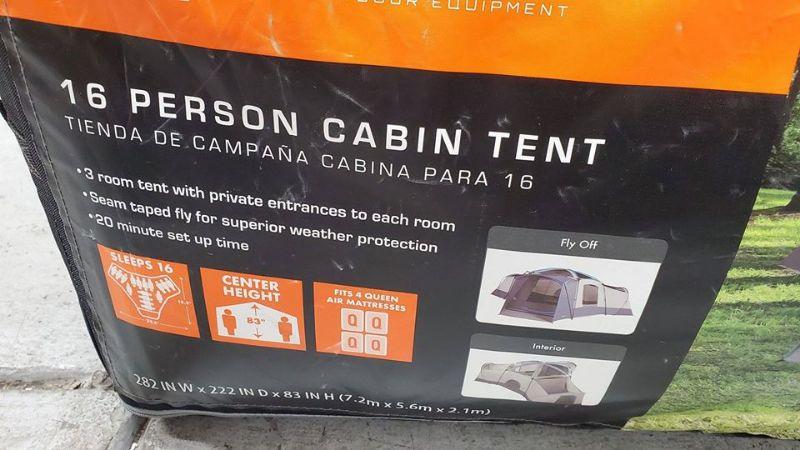 EQUIPMENT
16 PERSON CABIN TENT
TIENDA DE CAMPAÑA CABINA PARA 16
•3 room tent with private entrances to each room
•Seam taped fly for superior weather protection
•20 minute set up time
SLEEPS 16
CENTER
HEIGHT
83"
FITS 4 QUEEN
AIR MATTRESSES
Q Q
Q Q
Fly Off
Interior
282 IN W x 222 IN D x 83 IN H (7.2m x 5.6m x 2.1m)